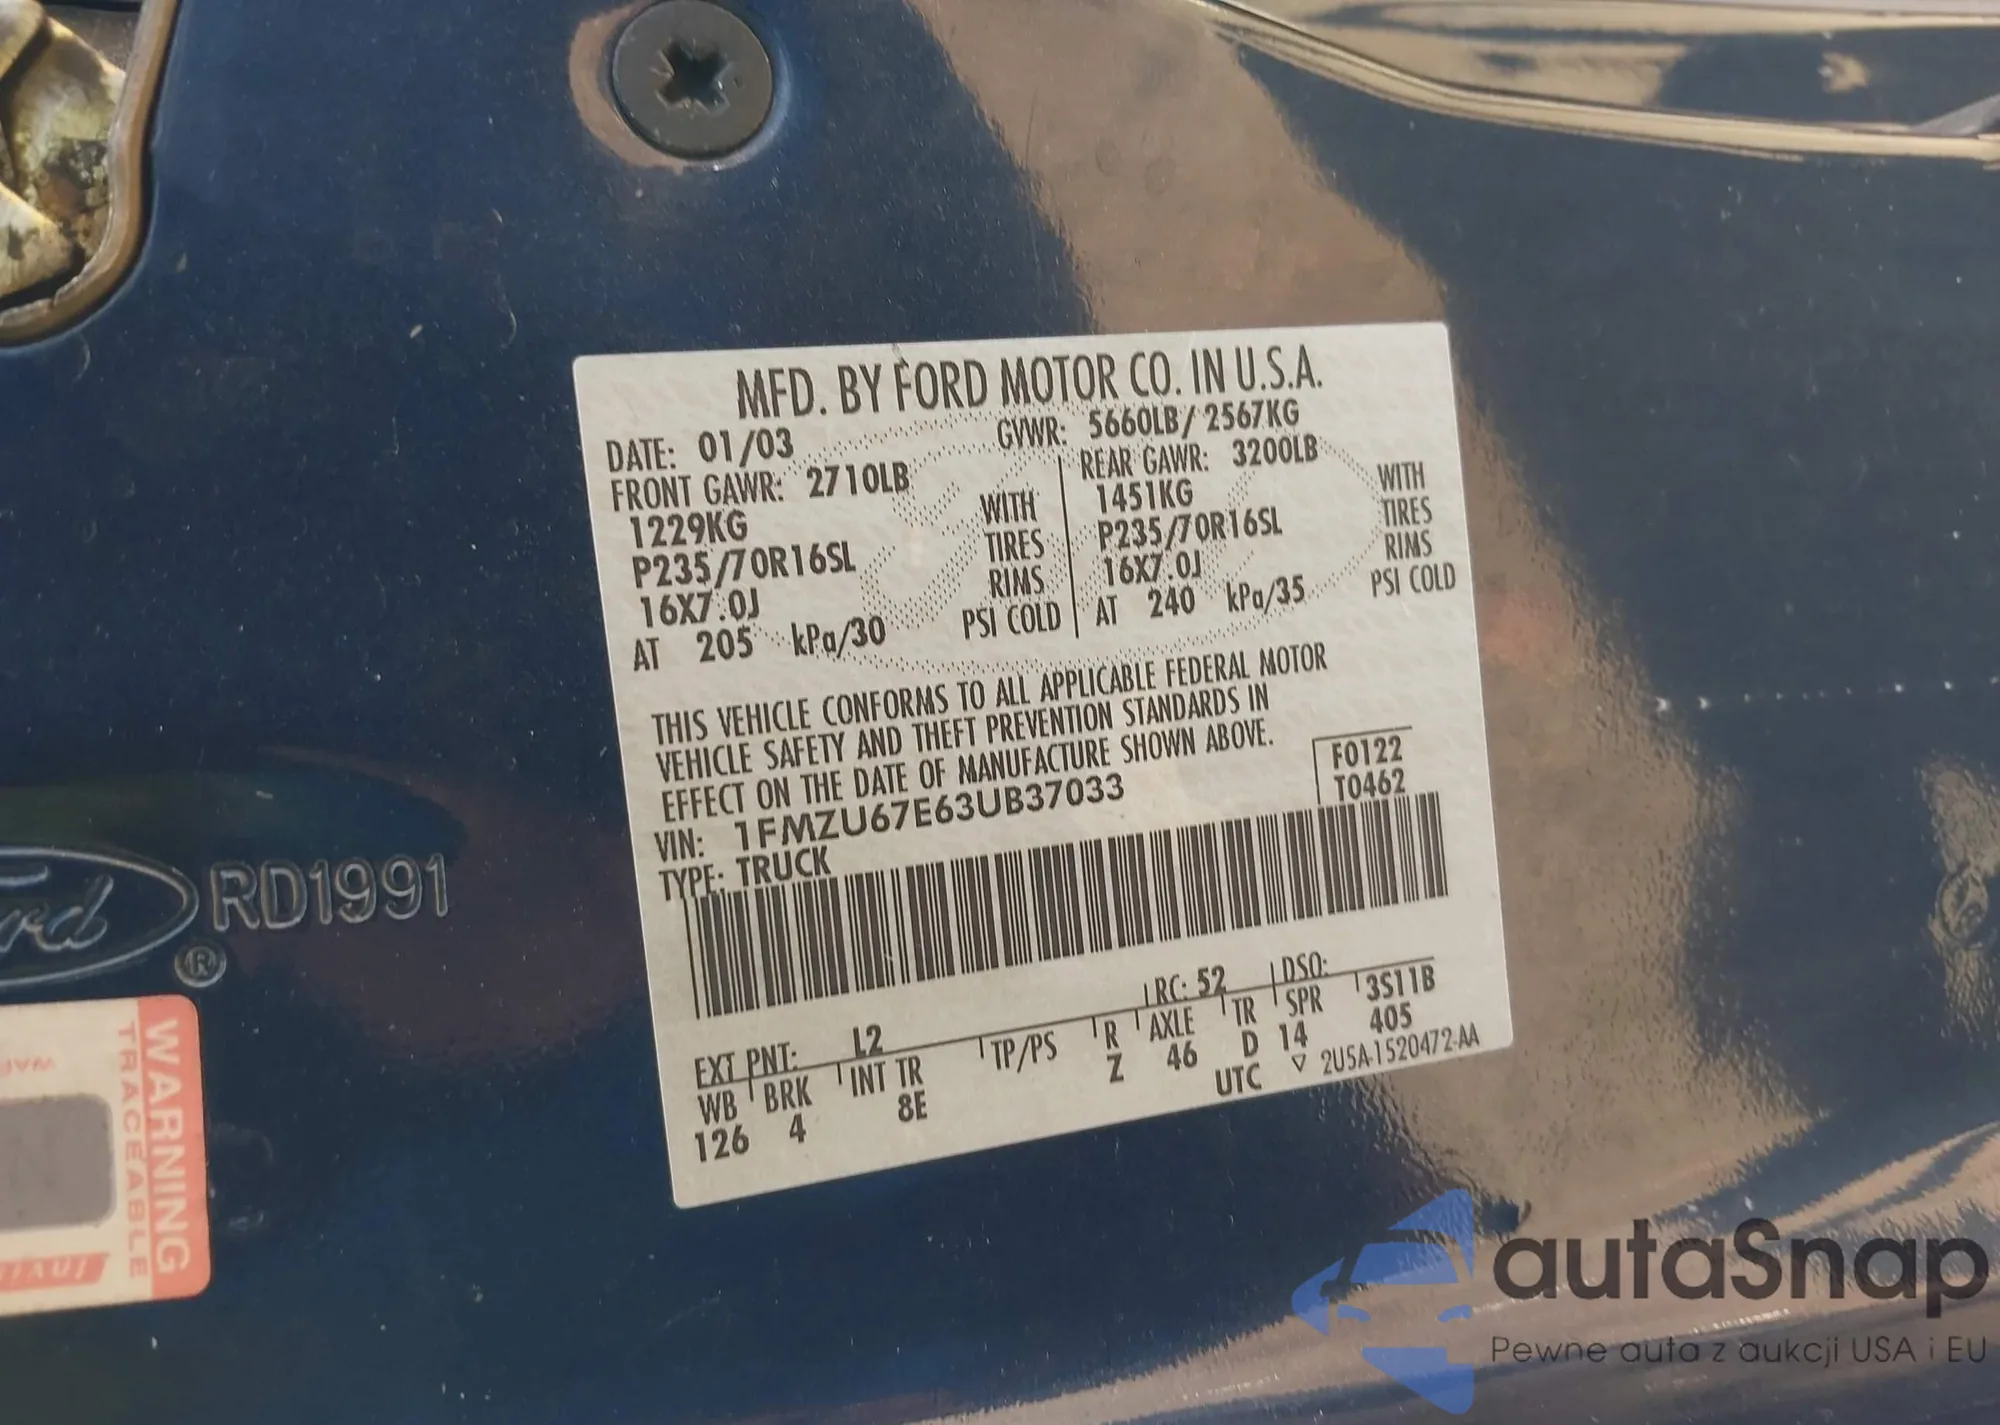 MFD. BY FORD MOTOR CO. IN U.S.A.
DATE: 01/03 GVWR: 5660LB/ 2567KG
FRONT GAWR: 2710LB REAR GAWR: 3200LB
1229KG WITH 1451KG WITH
P235/70R16SL TIRES P235/70R16SL TIRES
16X7.0J RIMS 16X7.0J RIMS
AT 205 kPa/30 PSI COLD AT 240 kPa/35 PSI COLD
THIS VEHICLE CONFORMS TO ALL APPLICABLE FEDERAL MOTOR
VEHICLE SAFETY AND THEFT PREVENTION STANDARDS IN
EFFECT ON THE DATE OF MANUFACTURE SHOWN ABOVE.
F0122
VIN: 1FMZU67E63UB37033 T0462
TYPE: TRUCK
EXT PNT: L2 RC: 52 DSO: 3S11B
WB BRK INT TR TP/PS R AXLE TR SPR 405
126 4 8E Z 46 D 14
UTC ▽ 2U5A-1520472-AA
Ford RD1991
®
WARNING
TRACEABLE
autaSnap
Pewne auta z aukcji USA i EU